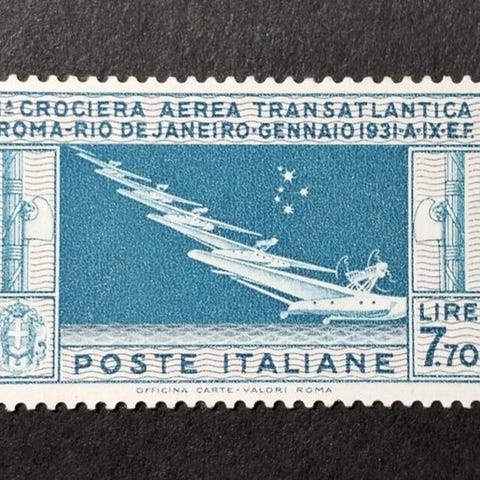 1ª CROCIERA AEREA TRANSATLANTICA
ROMA-RIO DE JANEIRO·GENNAIO 1931·A·IX·E.F.
LIRE
7,70
POSTE ITALIANE
OFFICINA CARTE-VALORI ROMA